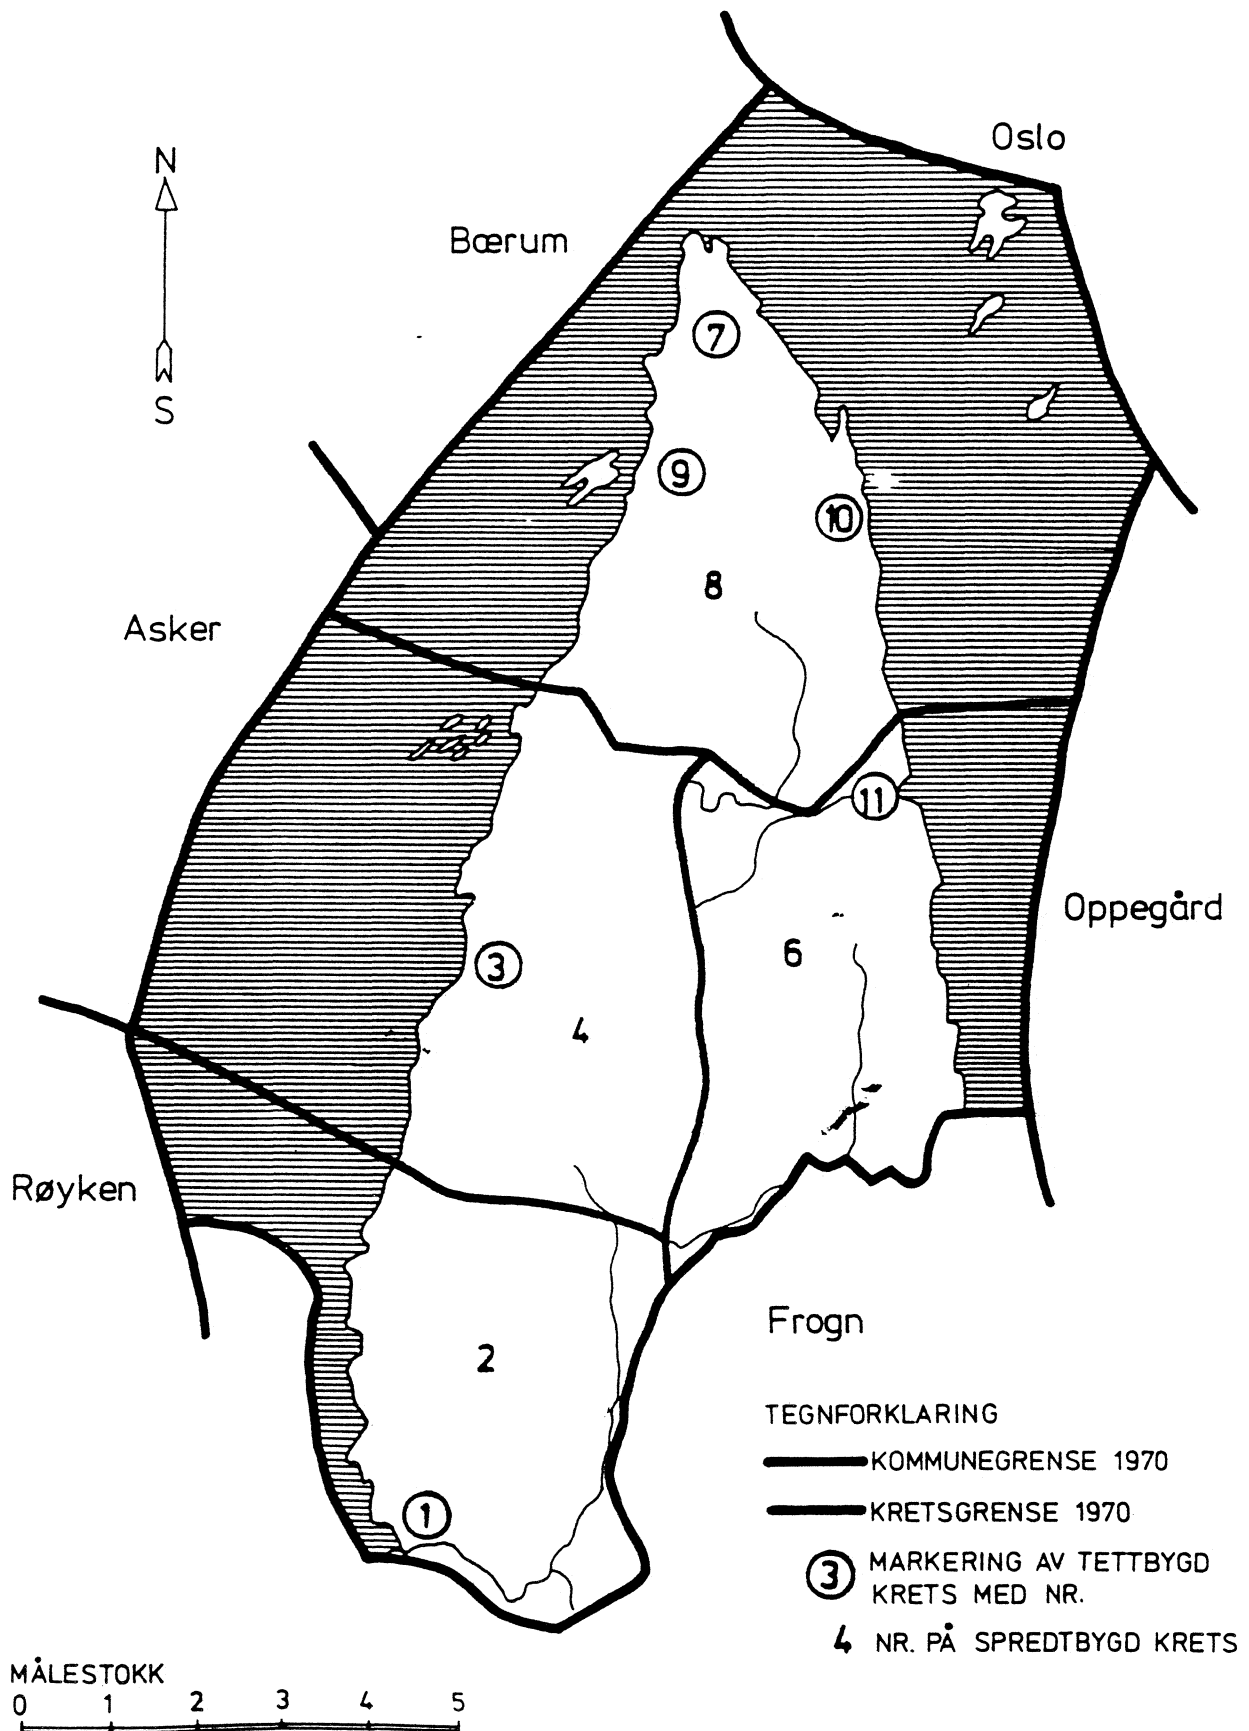 Oslo
N
Bærum
7
S
9
10
8
Asker
11
Oppegård
6
3
4
Røyken
Frogn
2
TEGNFORKLARING
KOMMUNEGRENSE 1970
1
KRETSGRENSE 1970
3 MARKERING AV TETTBYGD
KRETS MED NR.
4 NR. PÅ SPREDTBYGD KRETS
MÅLESTOKK
0 1 2 3 4 5